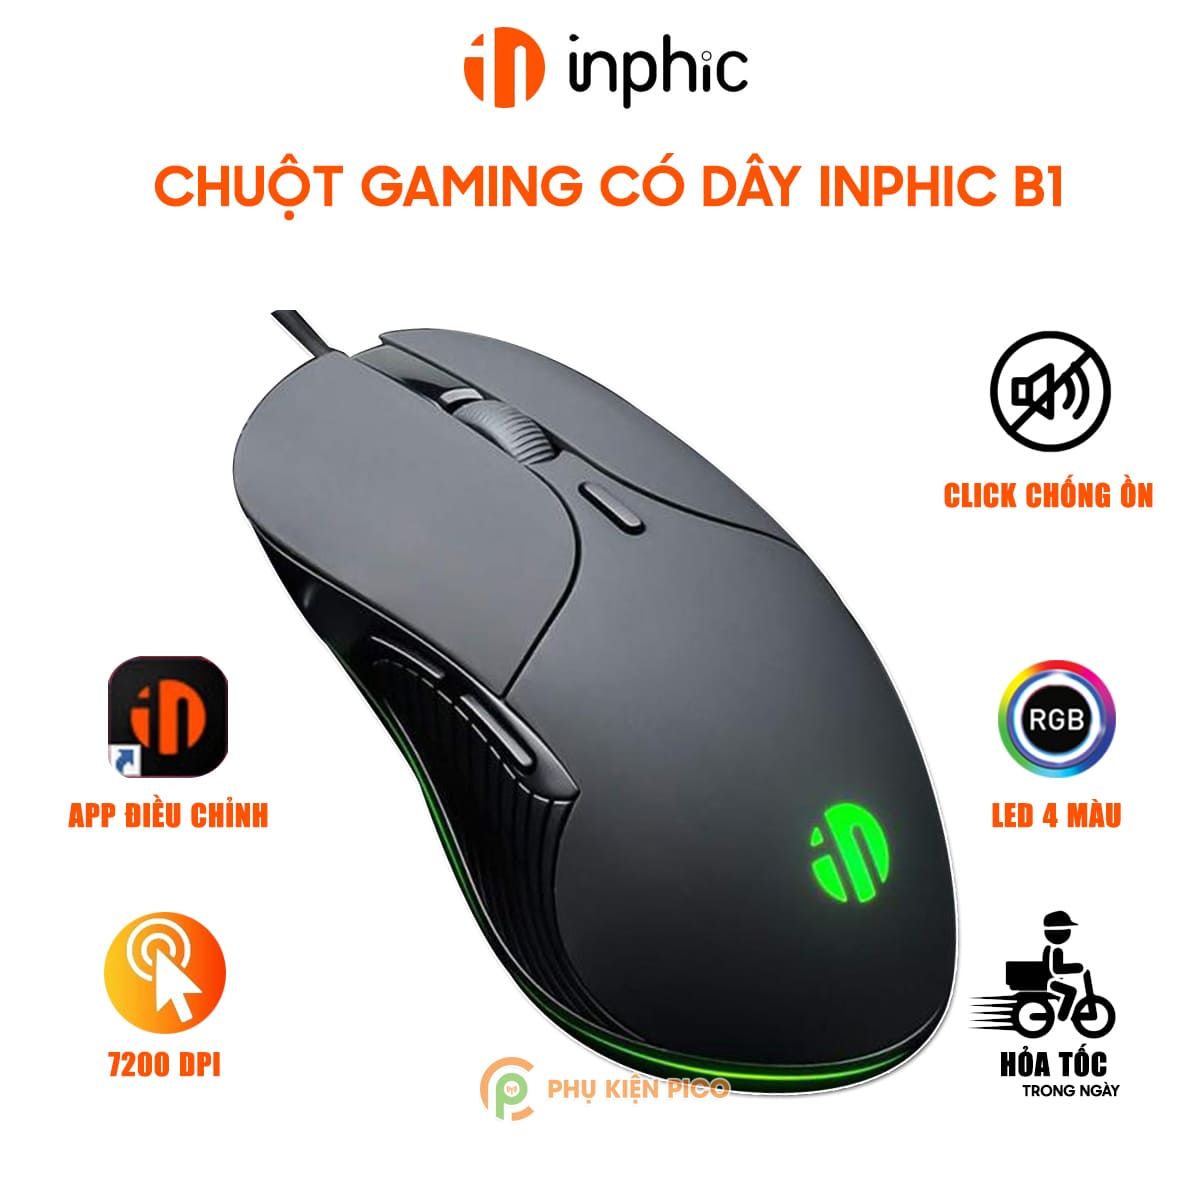 inphic
CHUỘT GAMING CÓ DÂY INPHIC B1
CLICK CHỐNG ỒN
APP ĐIỀU CHỈNH
RGB
LED 4 MÀU
7200 DPI
HỎA TỐC
TRONG NGÀY
PHỤ KIỆN PICO